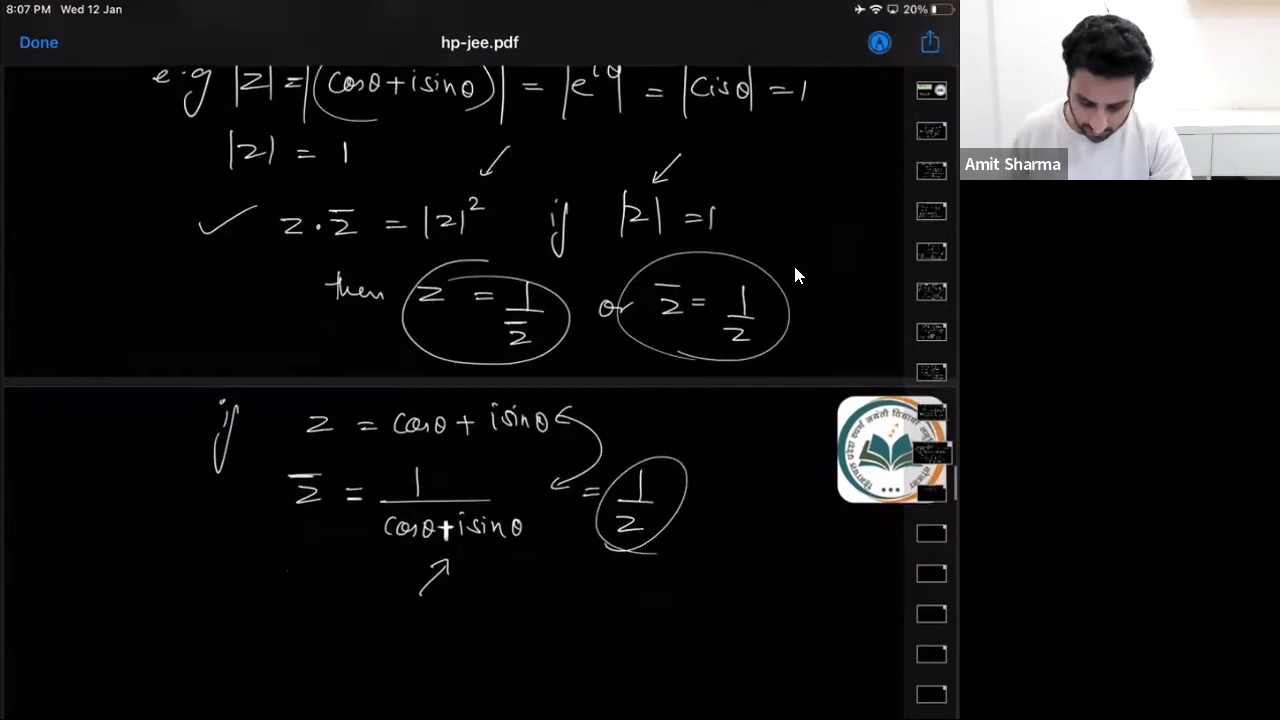 8:07 PM Wed 12 Jan
20%
Done
hp-jee.pdf
e.g |z| = |(cosθ + isinθ)| = |e^iθ| = |cisθ| = 1
|z| = 1
✓ z . z̄ = |z|² if |z| = 1
then z = 1/z̄ or z̄ = 1/z
if z = cosθ + isinθ
z̄ = 1/(cosθ + isinθ) = 1/z
Amit Sharma